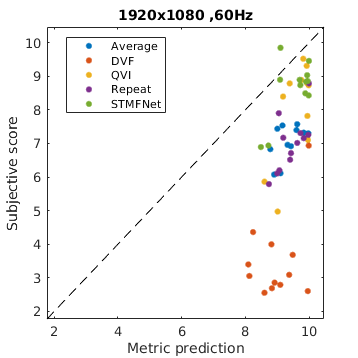 1920x1080 ,60Hz
Average
DVF
QVI
Repeat
STMFNet
Subjective score
10
9
8
7
6
5
4
3
2
2 4 6 8 10
Metric prediction